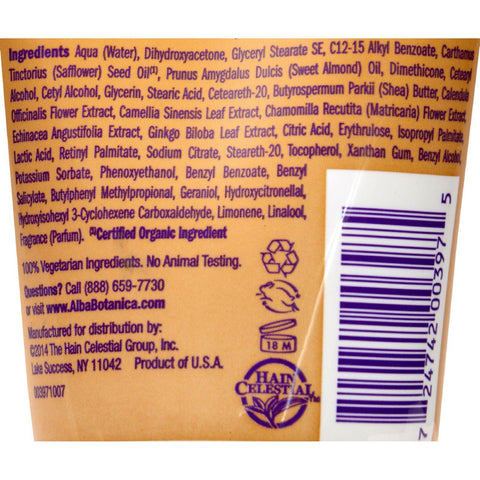 Ingredients Aqua (Water), Dihydroxyacetone, Glyceryl Stearate SE, C12-15 Alkyl Benzoate, Carthamus
Tinctorius (Safflower) Seed Oil(1), Prunus Amygdalus Dulcis (Sweet Almond) Oil, Dimethicone, Cetearyl
Alcohol, Cetyl Alcohol, Glycerin, Stearic Acid, Ceteareth-20, Butyrospermum Parkii (Shea) Butter, Calendula
Officinalis Flower Extract, Camellia Sinensis Leaf Extract, Chamomilla Recutita (Matricaria) Flower Extract,
Echinacea Angustifolia Extract, Ginkgo Biloba Leaf Extract, Citric Acid, Erythrulose, Isopropyl Palmitate,
Lactic Acid, Retinyl Palmitate, Sodium Citrate, Steareth-20, Tocopherol, Xanthan Gum, Benzyl Alcohol,
Potassium Sorbate, Phenoxyethanol, Benzyl Benzoate, Benzyl
Salicylate, Butylphenyl Methylpropional, Geraniol, Hydroxycitronellal,
Hydroxyisohexyl 3-Cyclohexene Carboxaldehyde, Limonene, Linalool,
Fragrance (Parfum). (1)Certified Organic Ingredient
100% Vegetarian Ingredients. No Animal Testing.
Questions? Call (888) 659-7730
or visit www.AlbaBotanica.com
Manufactured for distribution by:
©2014 The Hain Celestial Group, Inc.
Lake Success, NY 11042 Product of U.S.A.
003971007
18 M
HAIN
CELESTIAL
7 24742 00397 5